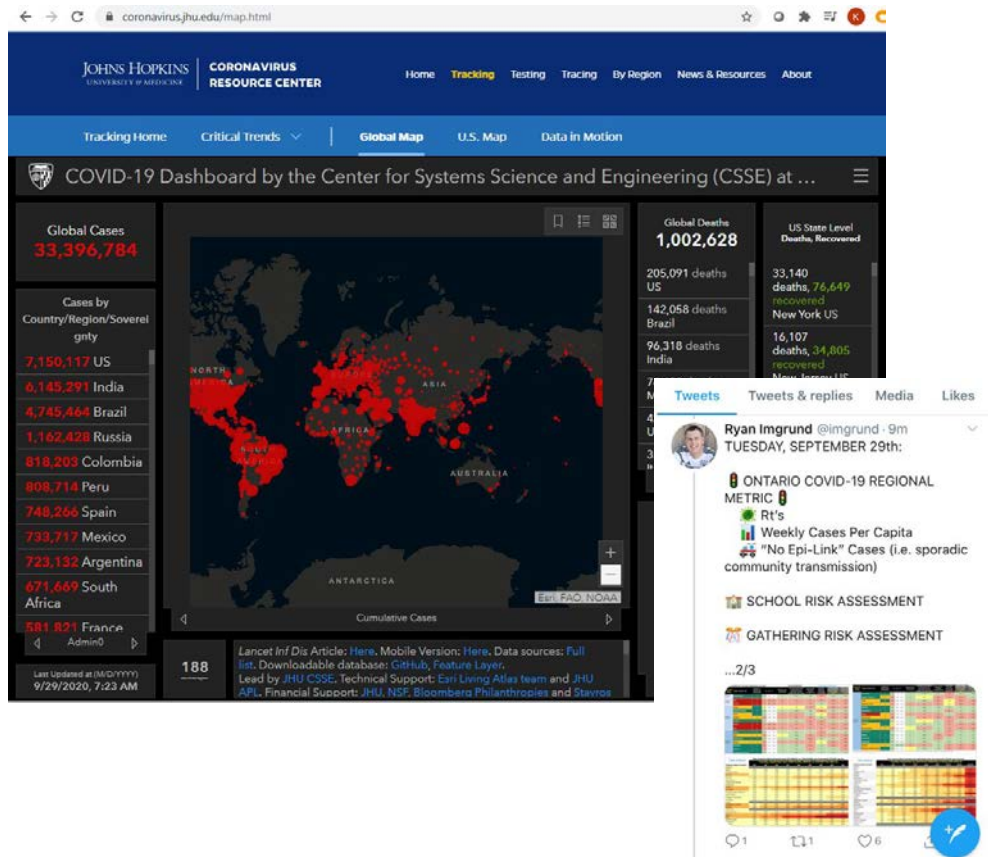 coronavirus.jhu.edu/map.html
K
JOHNS HOPKINS
UNIVERSITY & MEDICINE
CORONAVIRUS
RESOURCE CENTER
Home Tracking Testing Tracing By Region News & Resources About
Tracking Home Critical Trends Global Map U.S. Map Data in Motion
COVID-19 Dashboard by the Center for Systems Science and Engineering (CSSE) at ...
Global Cases
33,396,784
Cases by
Country/Region/Soverei
gnty
7,150,117 US
6,145,291 India
4,745,464 Brazil
1,162,428 Russia
818,203 Colombia
808,714 Peru
748,266 Spain
733,717 Mexico
723,132 Argentina
671,669 South
Africa
581,821 France
Admin0
Last Updated at (M/D/YYYY)
9/29/2020, 7:23 AM
NORTH
AMERICA
ASIA
AFRICA
SOUTH
AMERICA
AUSTRALIA
ANTARCTICA
+
−
Esri, FAO, NOAA
Cumulative Cases
188
Lancet Inf Dis Article: Here. Mobile Version: Here. Data sources: Full
list. Downloadable database: GitHub, Feature Layer.
Lead by JHU CSSE. Technical Support: Esri Living Atlas team and JHU
APL. Financial Support: JHU, NSF, Bloomberg Philanthropies and Stavros
Global Deaths
1,002,628
205,091 deaths
US
142,058 deaths
Brazil
96,318 deaths
India
US State Level
Deaths, Recovered
33,140
deaths, 76,649
recovered
New York US
16,107
deaths, 34,805
recovered
New Jersey US
Tweets Tweets & replies Media Likes
Ryan Imgrund @imgrund · 9m
TUESDAY, SEPTEMBER 29th:
ONTARIO COVID-19 REGIONAL
METRIC
Rt's
Weekly Cases Per Capita
"No Epi-Link" Cases (i.e. sporadic
community transmission)
SCHOOL RISK ASSESSMENT
GATHERING RISK ASSESSMENT
...2/3
1 1 6